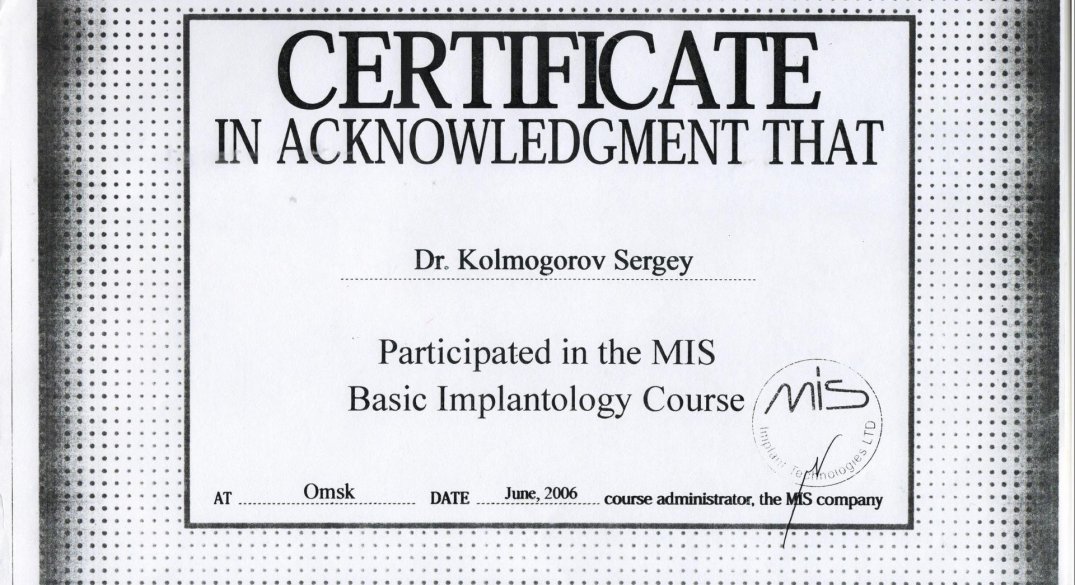 CERTIFICATE
IN ACKNOWLEDGMENT THAT
Dr. Kolmogorov Sergey
Participated in the MIS
Basic Implantology Course
mis
Implant Technologies LTD
AT Omsk DATE June, 2006 course administrator, the MIS company